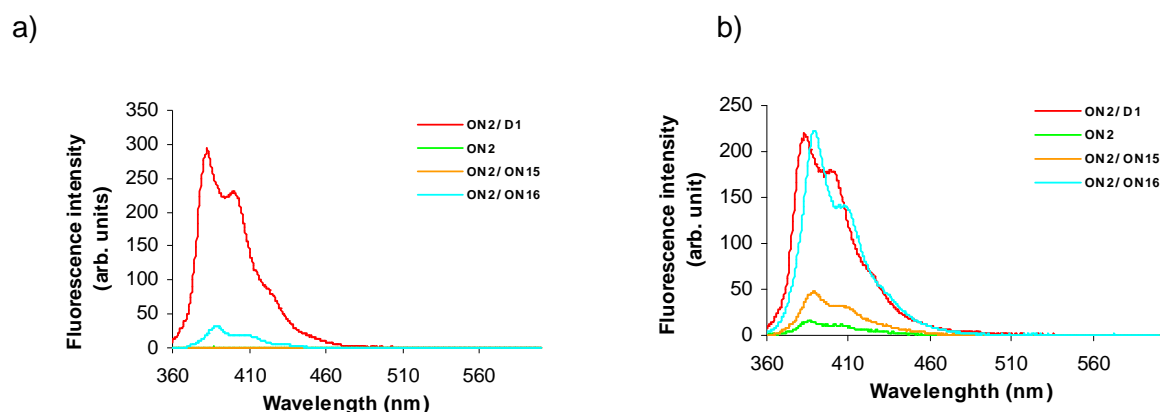 a)
b)
Fluorescence intensity
(arb. units)
350
300
250
200
150
100
50
0
360
410
460
510
Wavelength (nm)
ON2/ D1
ON2
ON2/ ON15
ON2/ ON16
Fluorescence intensity
(arb. unit)
250
200
150
100
50
0
360
410
460
510
560
Wavelenghth (nm)
ON2/ D1
ON2
ON2/ ON15
ON2/ ON16